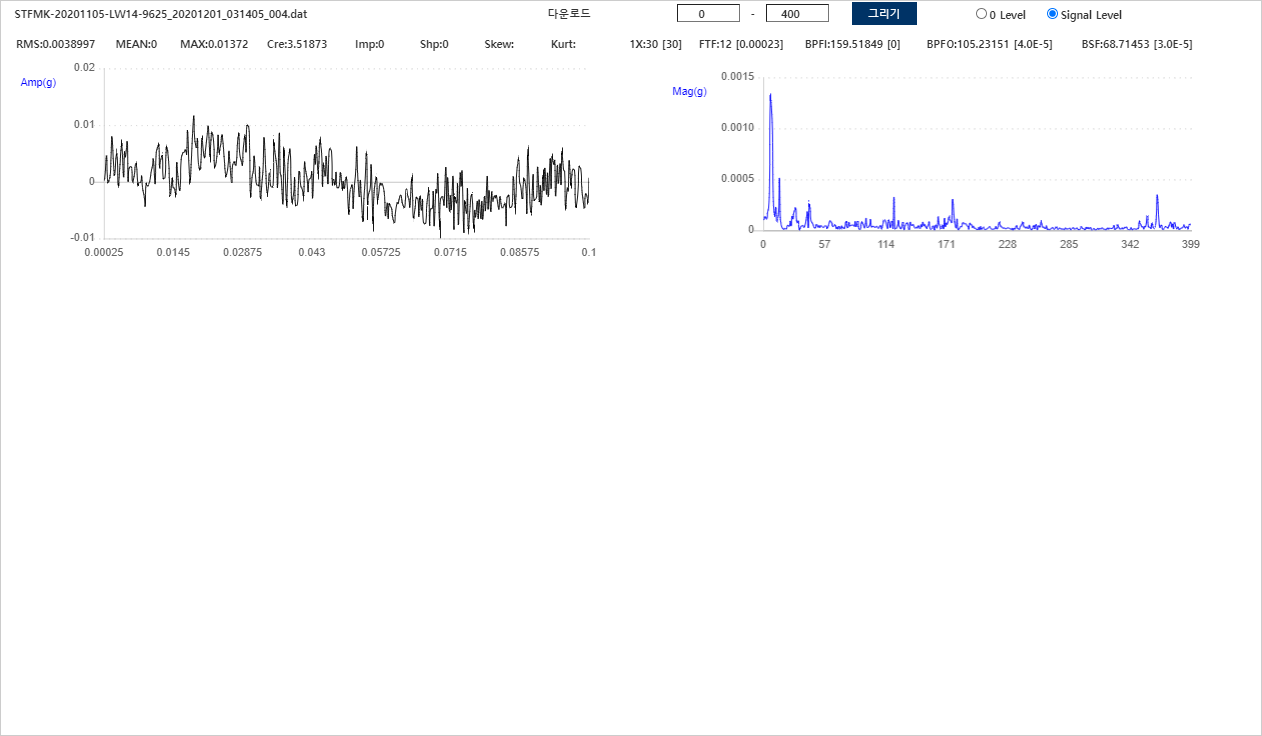 STFMK-20201105-LW14-9625_20201201_031405_004.dat 다운로드 0 - 400 그리기 0 Level Signal Level
RMS:0.0038997 MEAN:0 MAX:0.01372 Cre:3.51873 Imp:0 Shp:0 Skew: Kurt: 1X:30 [30] FTF:12 [0.00023] BPFI:159.51849 [0] BPFO:105.23151 [4.0E-5] BSF:68.71453 [3.0E-5]
Amp(g)
0.02
0.01
0
-0.01
0.00025 0.0145 0.02875 0.043 0.05725 0.0715 0.08575 0.1
Mag(g)
0.0015
0.0010
0.0005
0
0 57 114 171 228 285 342 399